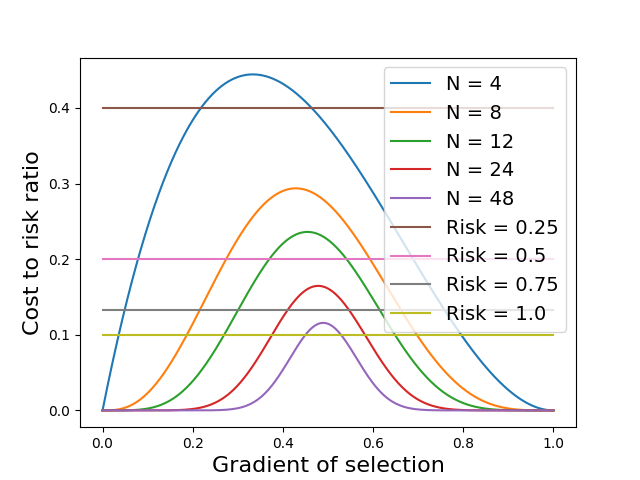 Cost to risk ratio
0.4
0.3
0.2
0.1
0.0
N = 4
N = 8
N = 12
N = 24
N = 48
Risk = 0.25
Risk = 0.5
Risk = 0.75
Risk = 1.0
0.0 0.2 0.4 0.6 0.8 1.0
Gradient of selection